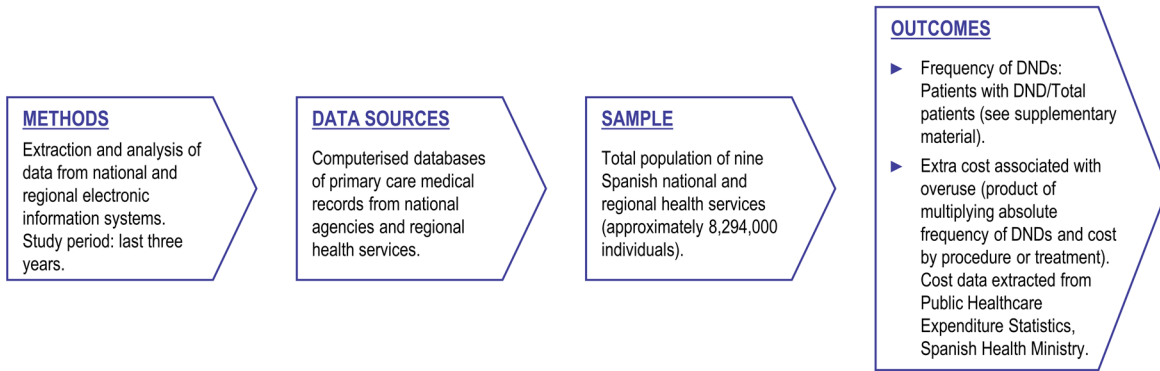 METHODS
Extraction and analysis of
data from national and
regional electronic
information systems.
Study period: last three
years.
DATA SOURCES
Computerised databases
of primary care medical
records from national
agencies and regional
health services.
SAMPLE
Total population of nine
Spanish national and
regional health services
(approximately 8,294,000
individuals).
OUTCOMES
► Frequency of DNDs:
Patients with DND/Total
patients (see supplementary
material).
► Extra cost associated with
overuse (product of
multiplying absolute
frequency of DNDs and cost
by procedure or treatment).
Cost data extracted from
Public Healthcare
Expenditure Statistics,
Spanish Health Ministry.